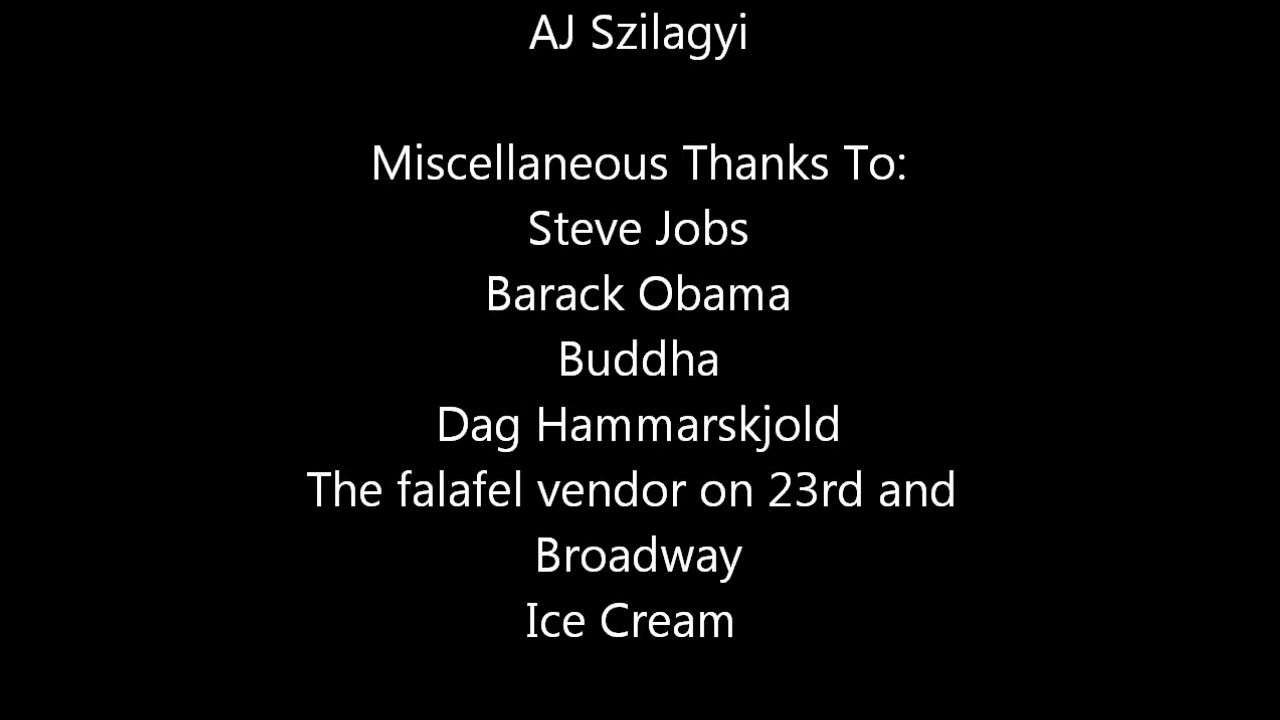 AJ Szilagyi
Miscellaneous Thanks To:
Steve Jobs
Barack Obama
Buddha
Dag Hammarskjold
The falafel vendor on 23rd and
Broadway
Ice Cream